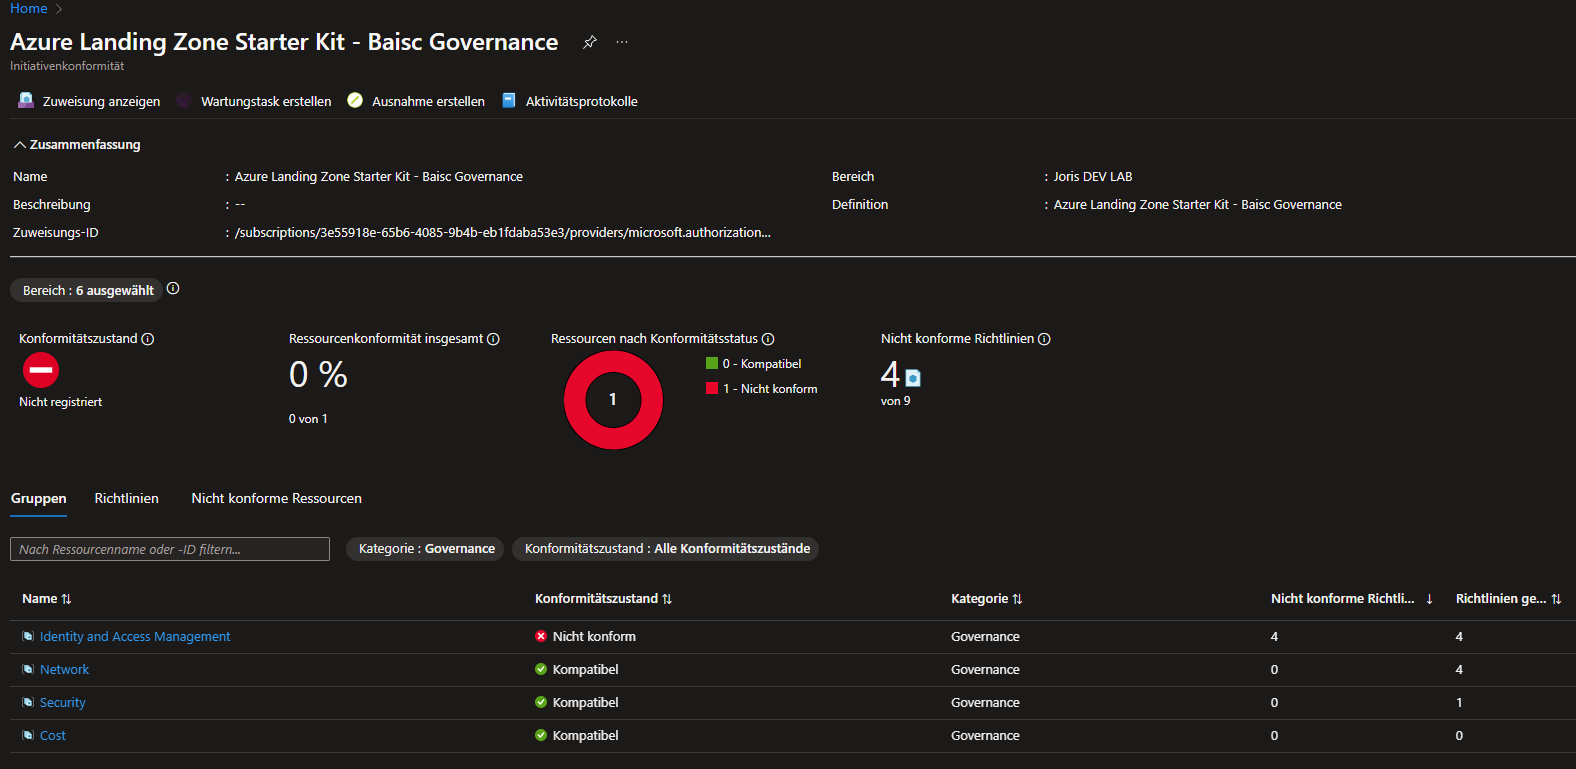 Home
Azure Landing Zone Starter Kit - Baisc Governance
Initiativenkonformität
Zuweisung anzeigen Wartungstask erstellen Ausnahme erstellen Aktivitätsprotokolle
Zusammenfassung
Name : Azure Landing Zone Starter Kit - Baisc Governance Bereich : Joris DEV LAB
Beschreibung : -- Definition : Azure Landing Zone Starter Kit - Baisc Governance
Zuweisungs-ID : /subscriptions/3e55918e-65b6-4085-9b4b-eb1fdaba53e3/providers/microsoft.authorization...
Bereich : 6 ausgewählt
Konformitätszustand Ressourcenkonformität insgesamt Ressourcen nach Konformitätsstatus Nicht konforme Richtlinien
0 - Kompatibel
0 % 4
1 - Nicht konform
1
Nicht registriert von 9
0 von 1
Gruppen Richtlinien Nicht konforme Ressourcen
Nach Ressourcenname oder -ID filtern... Kategorie : Governance Konformitätszustand : Alle Konformitätszustände
Name Konformitätszustand Kategorie Nicht konforme Richtli... Richtlinien ge...
Identity and Access Management Nicht konform Governance 4 4
Network Kompatibel Governance 0 4
Security Kompatibel Governance 0 1
Cost Kompatibel Governance 0 0